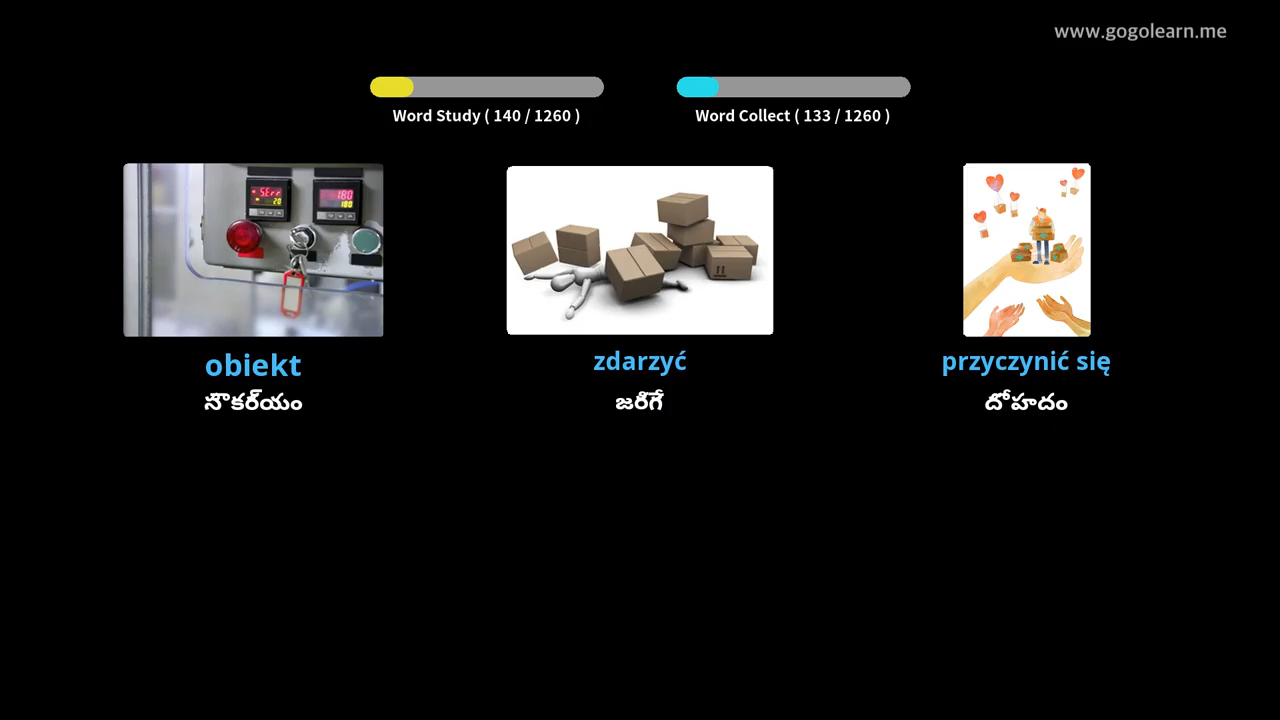 www.gogolearn.me
Word Study ( 140 / 1260 )
Word Collect ( 133 / 1260 )
obiekt
zdarzyć
przyczynić się
సౌకర్యం
జరిగే
దోహదం